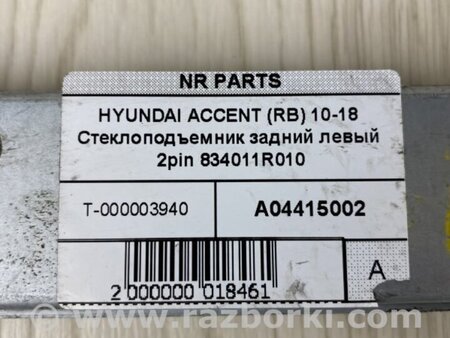 NR PARTS
HYUNDAI ACCENT (RB) 10-18
Стеклоподъемник задний левый
2pin 834011R010
T-000003940
A04415002
A
2 000000 018461
www.razborki.com